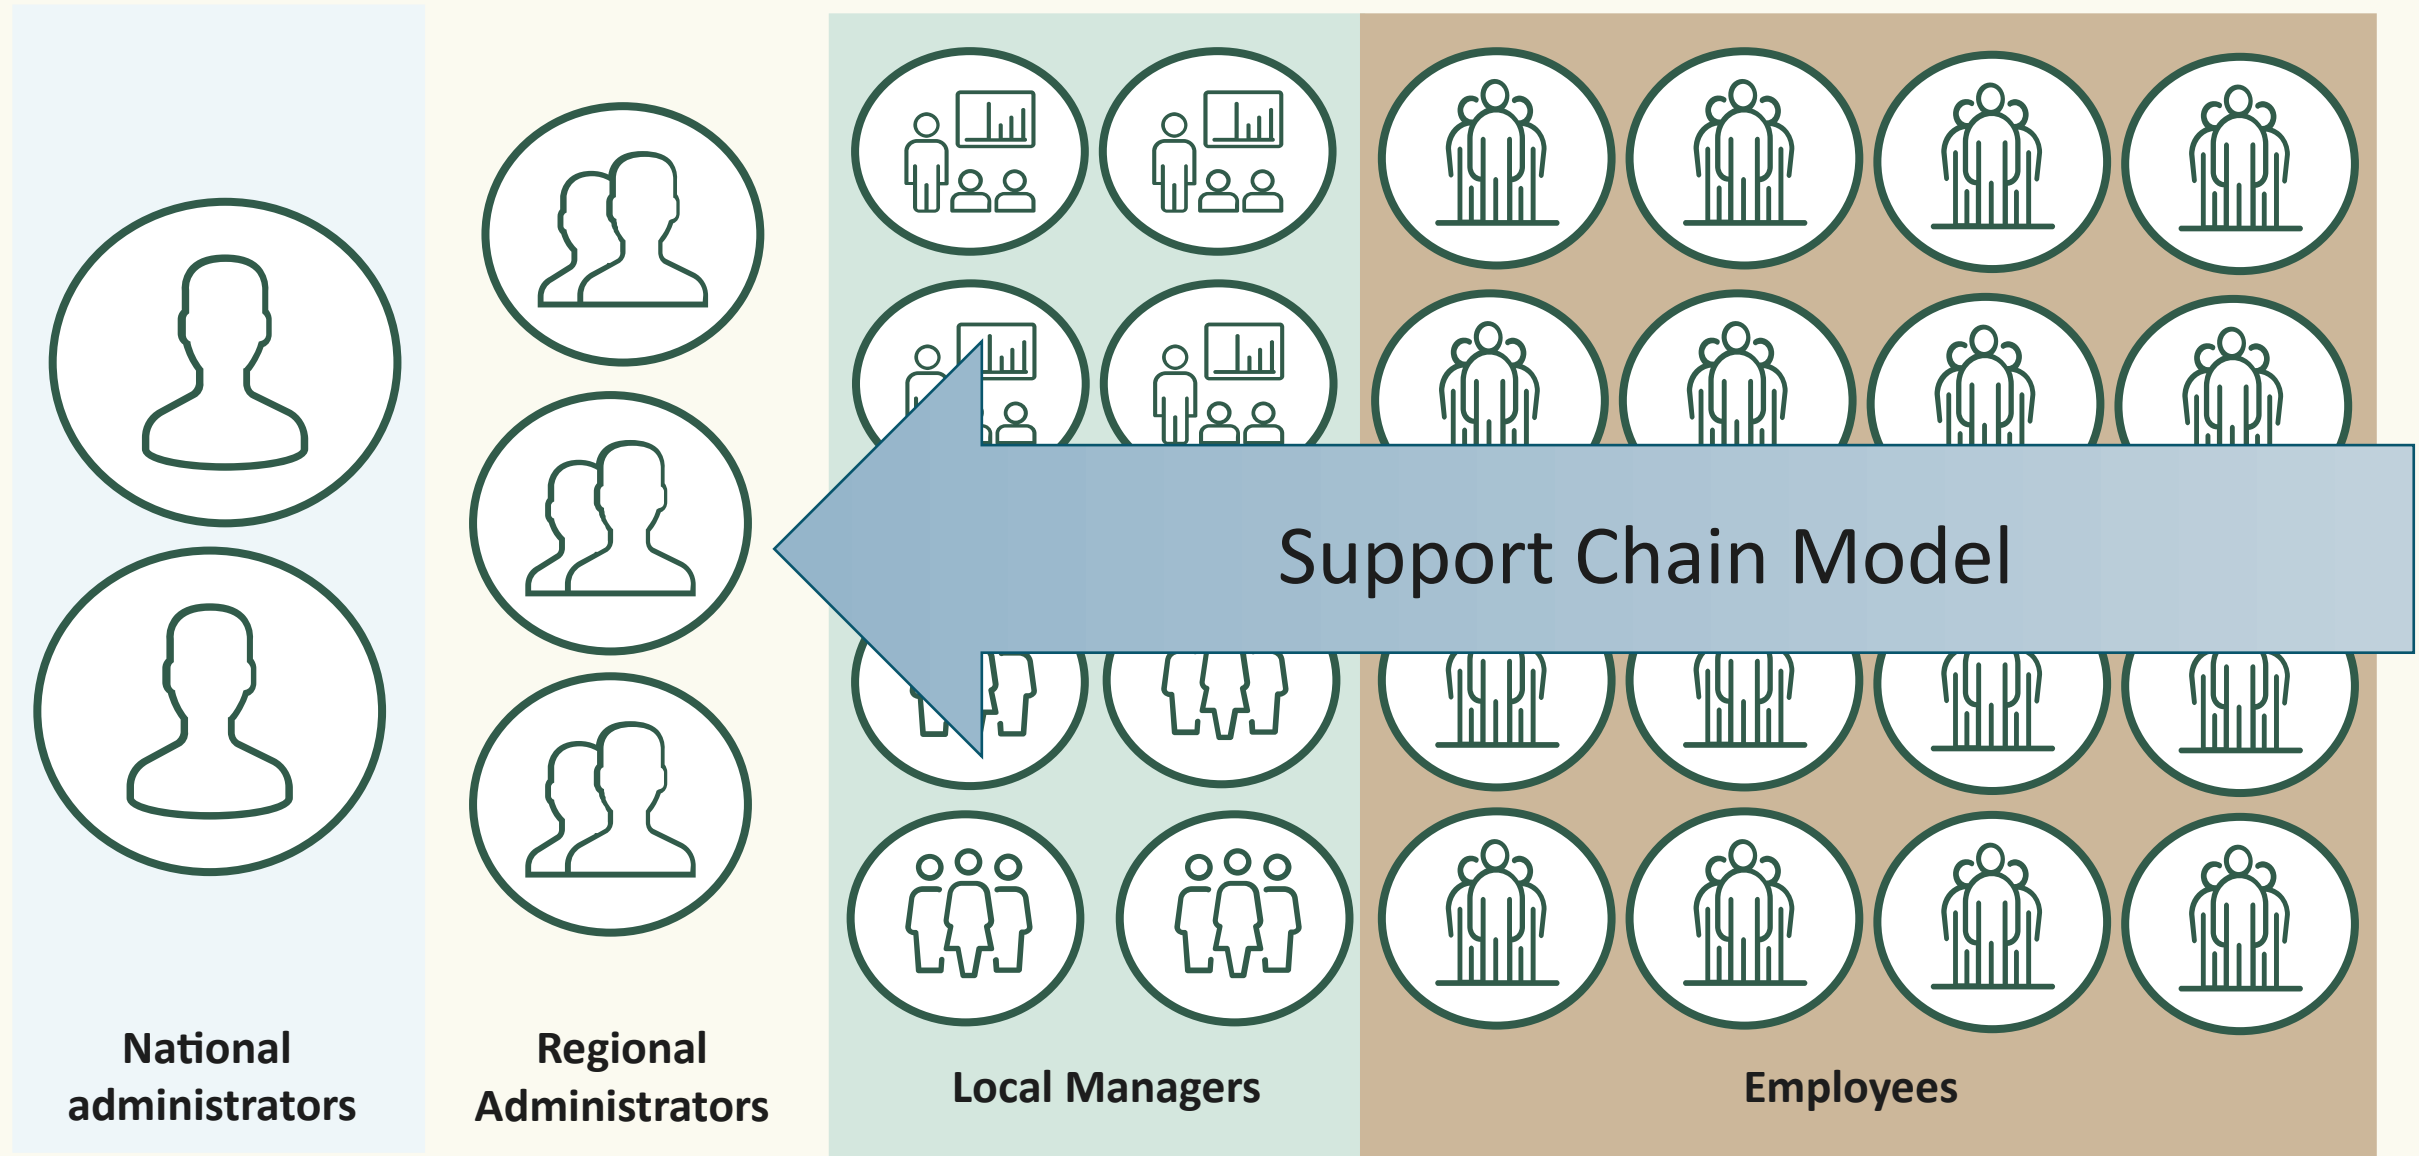 Support Chain Model
National
administrators
Regional
Administrators
Local Managers
Employees